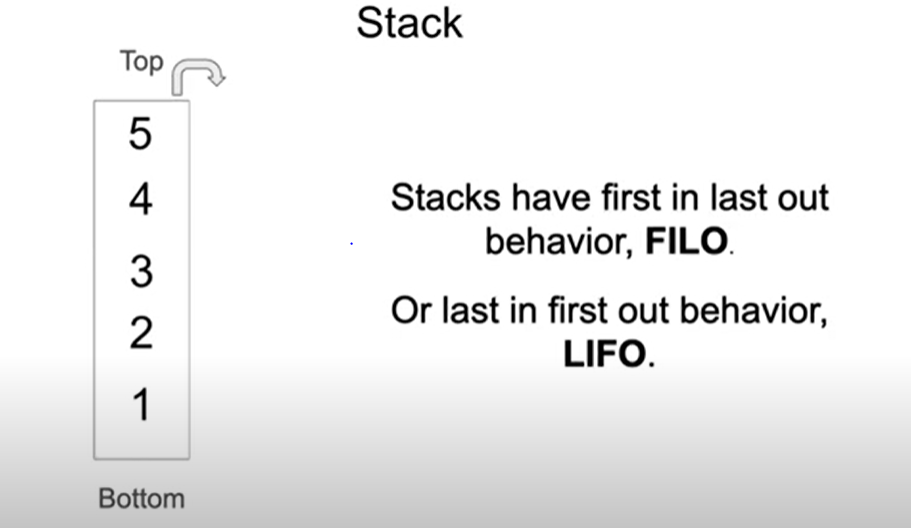 Stack
Top
5
4
3
2
1
Bottom
Stacks have first in last out
behavior, FILO.
Or last in first out behavior,
LIFO.